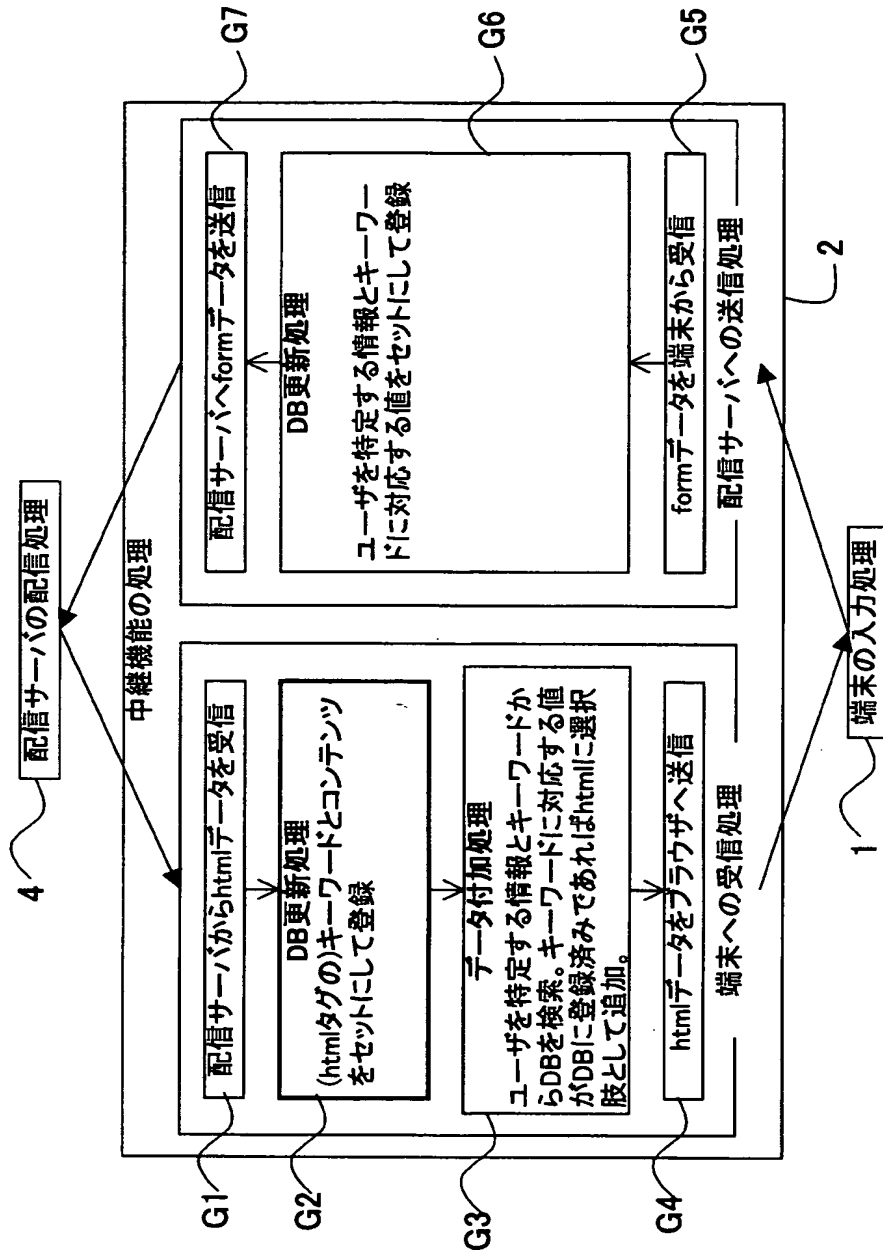 4
配信サーバの配信処理
中継機能の処理
G1
配信サーバからhtmlデータを受信
G2
DB更新処理
(htmlタグの)キーワードとコンテンツ
をセットにして登録
G3
データ付加処理
ユーザを特定する情報とキーワードか
らDBを検索。キーワードに対応する値
がDBに登録済みであればhtmlに選択
肢として追加。
G4
htmlデータをブラウザへ送信
端末への受信処理
G7
配信サーバへformデータを送信
G6
DB更新処理
ユーザを特定する情報とキーワー
ドに対応する値をセットにして登録
G5
formデータを端末から受信
配信サーバへの送信処理
2
1
端末の入力処理